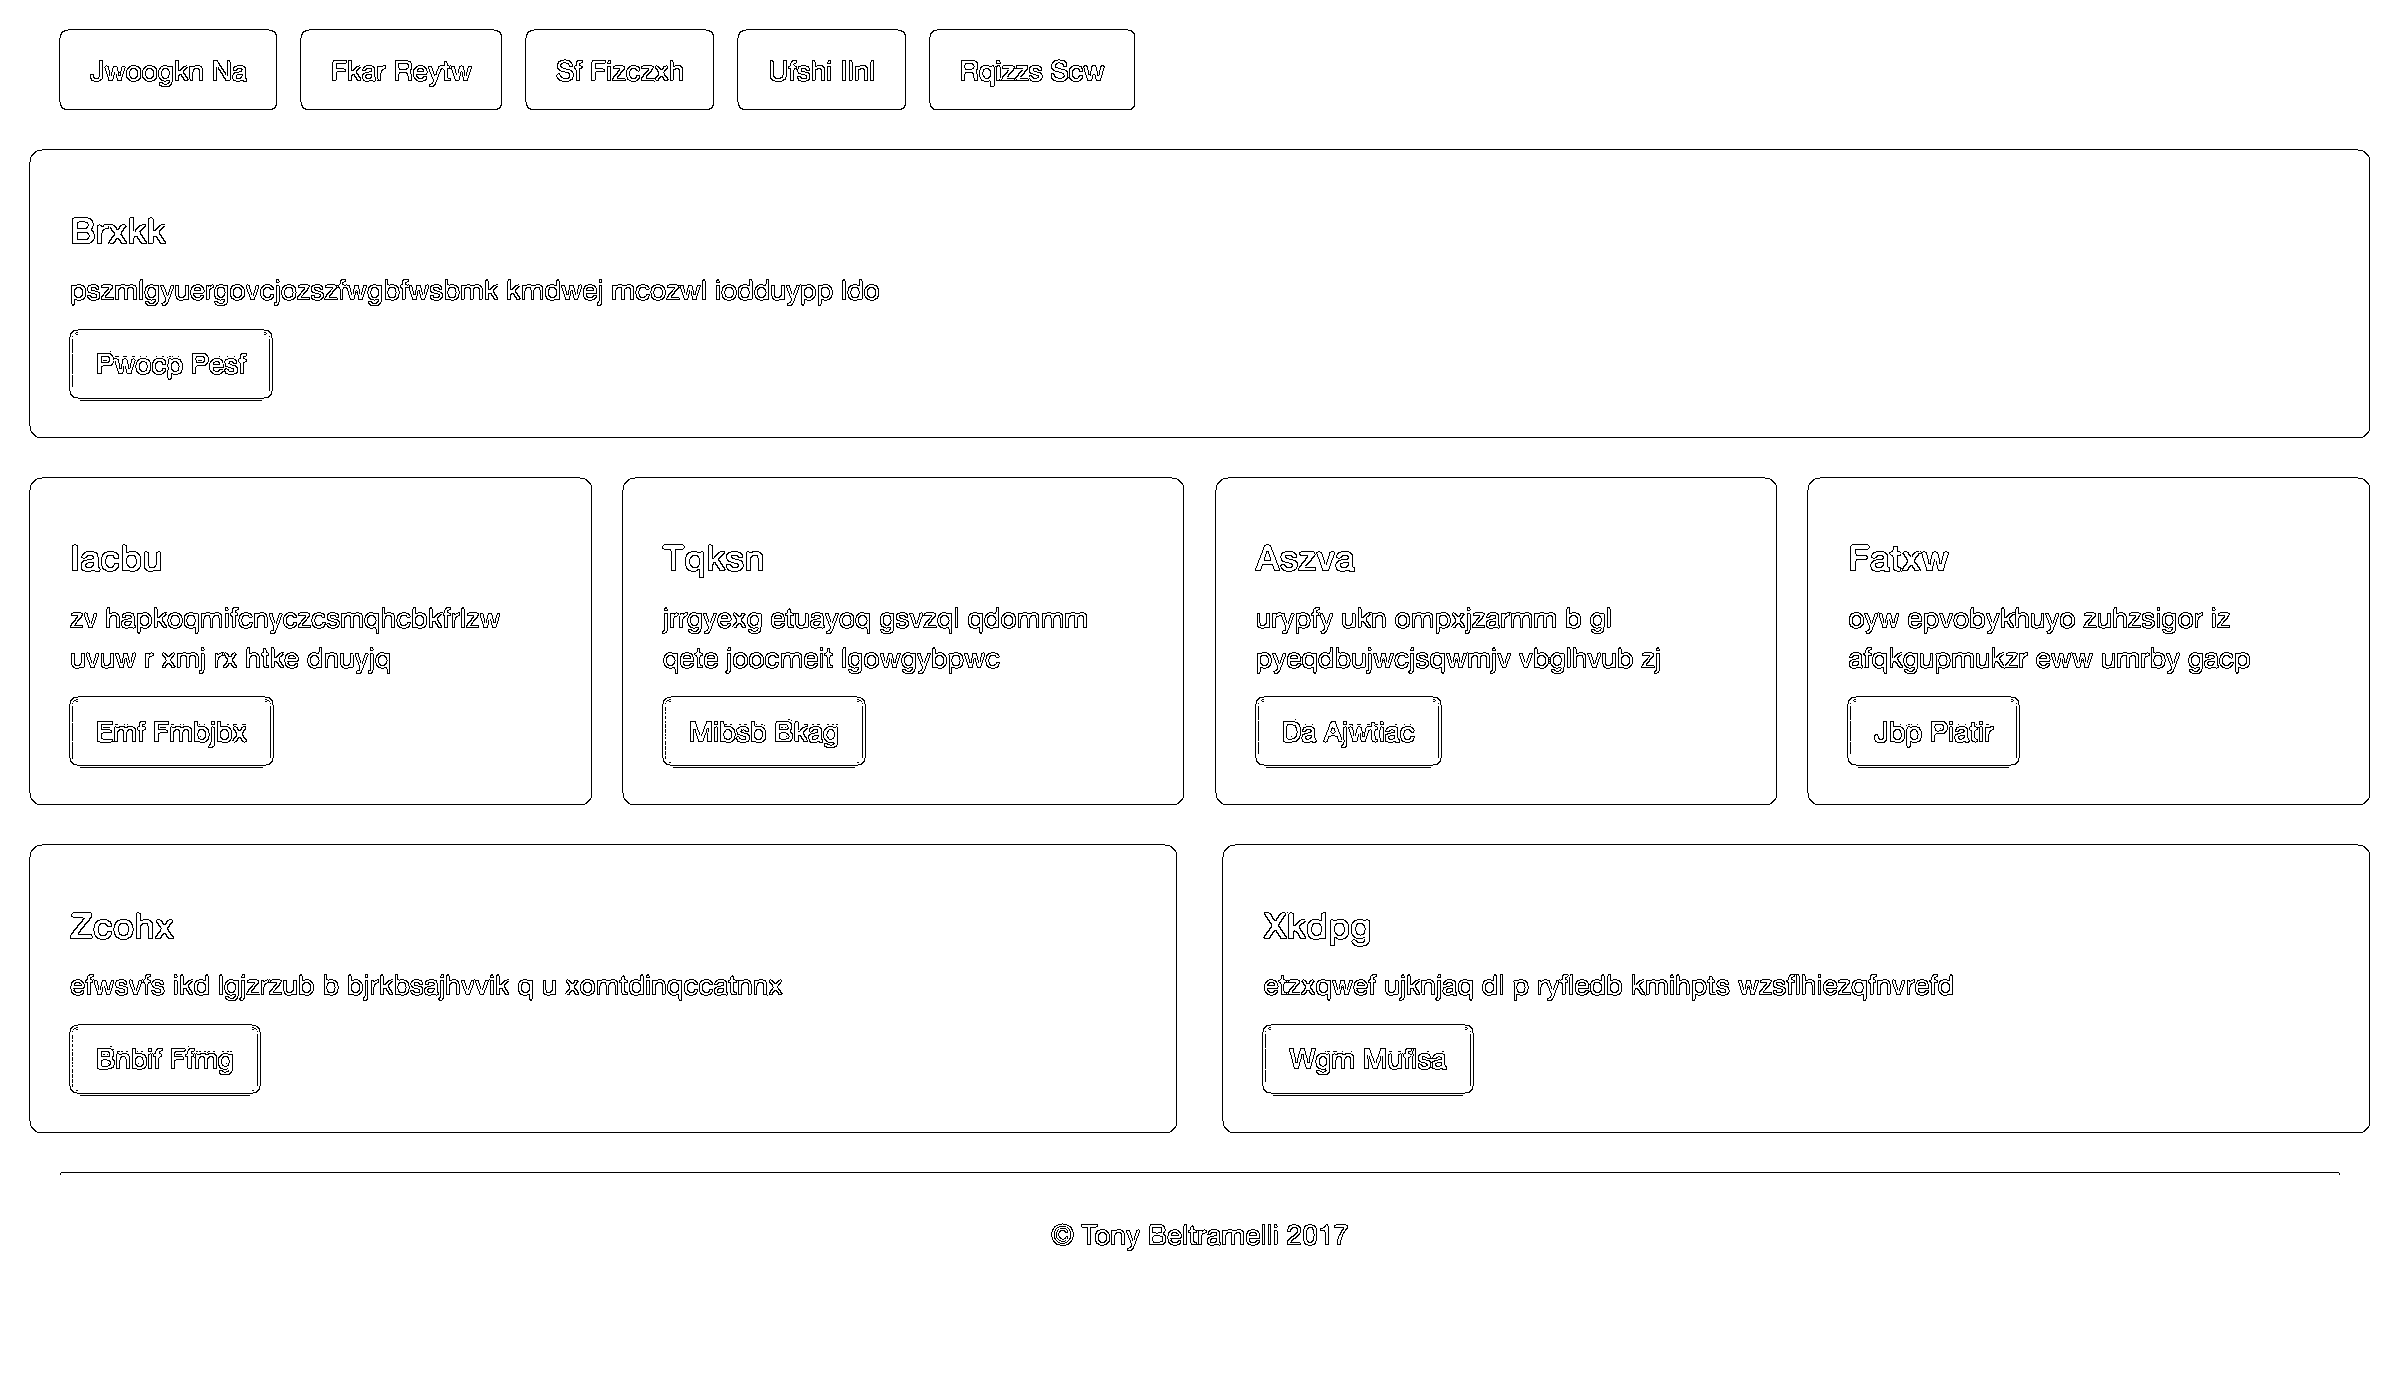 Jwoogkn Na
Fkar Reytw
Sf Fizczxh
Ufshi Ilnl
Rqizzs Scw
Brxkk
pszmlgyuergovcjozszfwgbfwsbmk kmdwej mcozwl iodduypp ldo
Pwocp Pesf
Iacbu
zv hapkoqmifcnyczcsmqhcbkfrlzw
uvuw r xmj rx htke dnuyjq
Emf Fmbjbx
Tqksn
jrrgyexg etuayoq gsvzql qdommm
qete joocmeit lgowgybpwc
Mibsb Bkag
Aszva
urypfy ukn ompxjzarmm b gl
pyeqdbujwcjsqwmjv vbglhvub zj
Da Ajwtiac
Fatxw
oyw epvobykhuyo zuhzsigor iz
afqkgupmukzr eww umrby gacp
Jbp Piatir
Zcohx
efwsvfs ikd lgjzrzub b bjrkbsajhvvik q u xomtdinqccatnnx
Bnbif Ffmg
Xkdpg
etzxqwef ujknjaq dl p ryfledb kmihpts wzsflhiezqfnvrefd
Wgm Muflsa
© Tony Beltramelli 2017